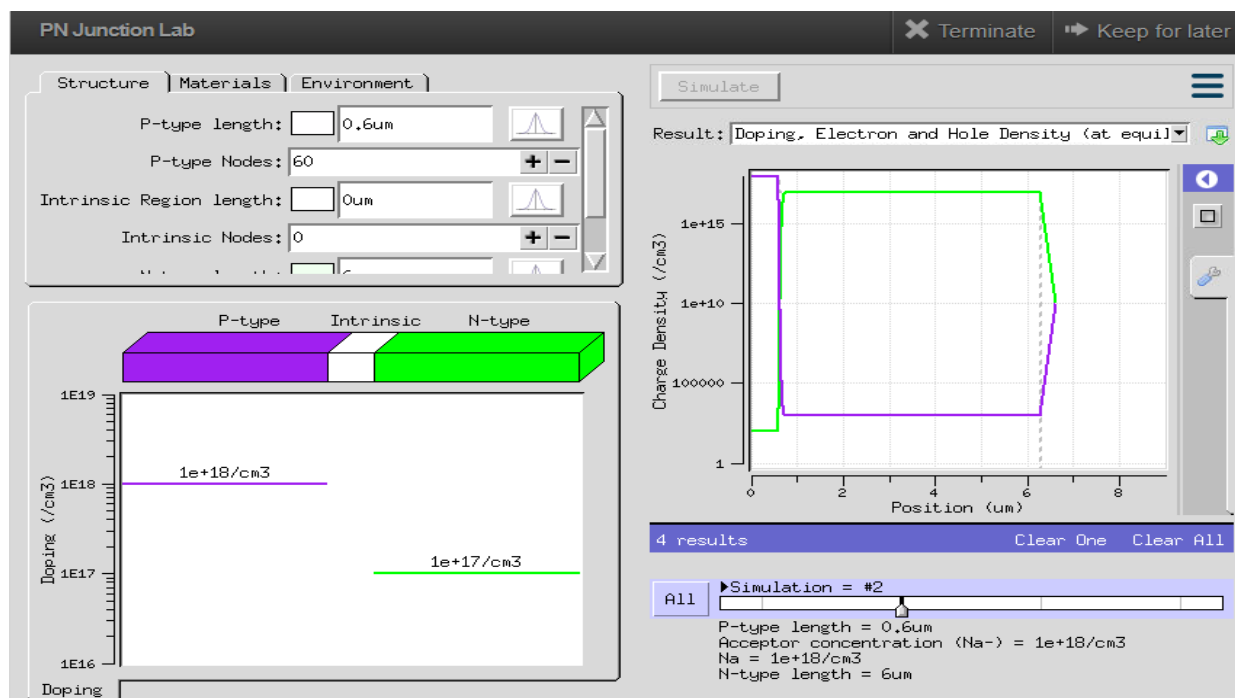 PN Junction Lab
Terminate
Keep for later
Structure
Materials
Environment
P-type length: 0.6um
P-type Nodes: 60
Intrinsic Region length: 0um
Intrinsic Nodes: 0
P-type Intrinsic N-type
1E19
1E18
1E17
1E16
Doping (/cm3)
1e+18/cm3
1e+17/cm3
Doping
Simulate
Result: Doping, Electron and Hole Density (at equil
1e+15
1e+10
100000
1
Charge Density (/cm3)
0 2 4 6 8
Position (um)
4 results Clear One Clear All
All
Simulation = #2
P-type length = 0.6um
Acceptor concentration (Na-) = 1e+18/cm3
Na = 1e+18/cm3
N-type length = 6um